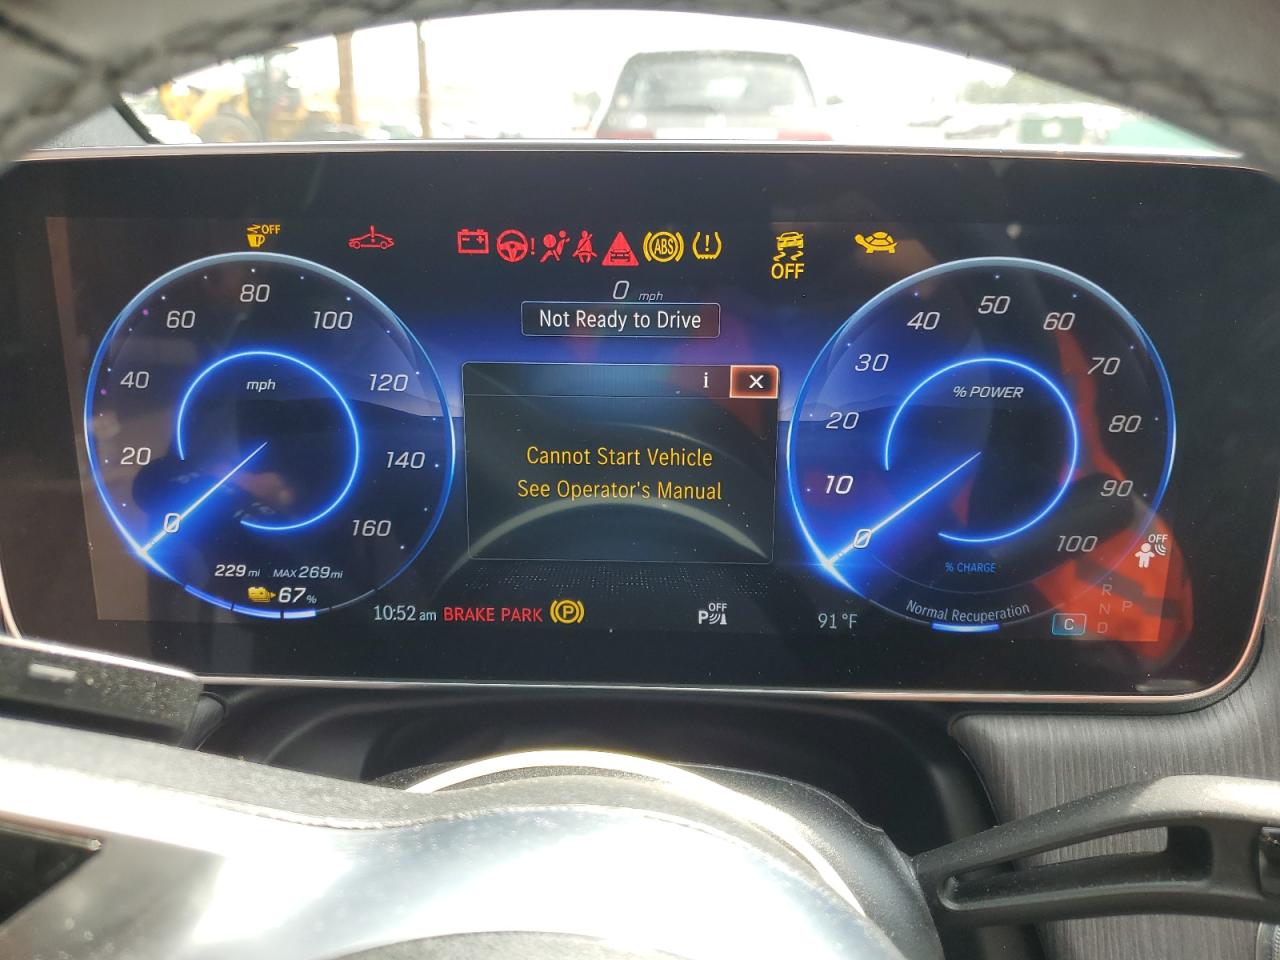 OFF
ABS
OFF
0 mph
Not Ready to Drive
i X
Cannot Start Vehicle
See Operator's Manual
mph
0
20
40
60
80
100
120
140
160
229 mi MAX 269 mi
67 %
% POWER
0
10
20
30
40
50
60
70
80
90
100
% CHARGE
Normal Recuperation
OFF
R
N P
C D
10:52 am BRAKE PARK P
OFF
P
91 °F